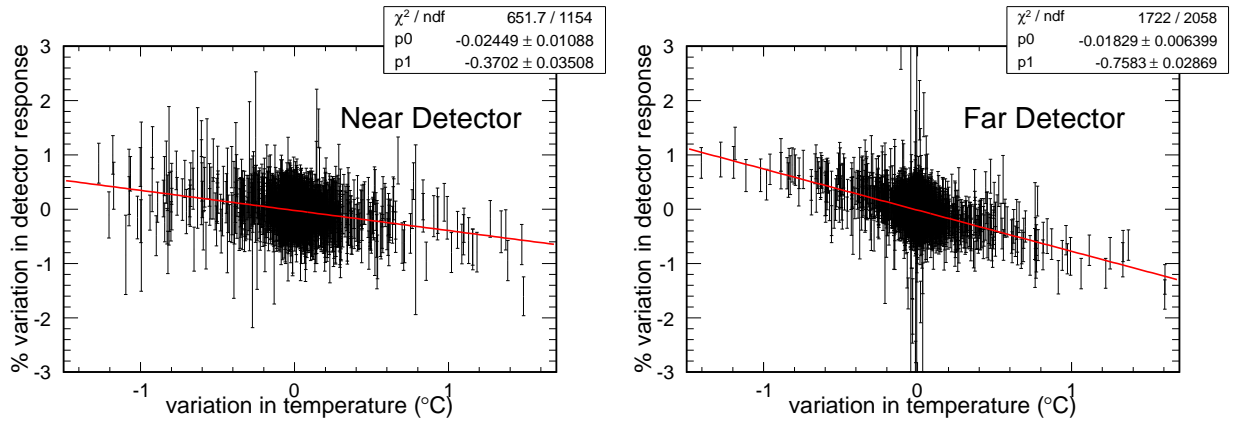 χ² / ndf 651.7 / 1154
p0 -0.02449 ± 0.01088
p1 -0.3702 ± 0.03508
Near Detector
% variation in detector response
3
2
1
0
-1
-2
-3
-1 0 1
variation in temperature (°C)
χ² / ndf 1722 / 2058
p0 -0.01829 ± 0.006399
p1 -0.7583 ± 0.02869
Far Detector
% variation in detector response
3
2
1
0
-1
-2
-3
-1 0 1
variation in temperature (°C)